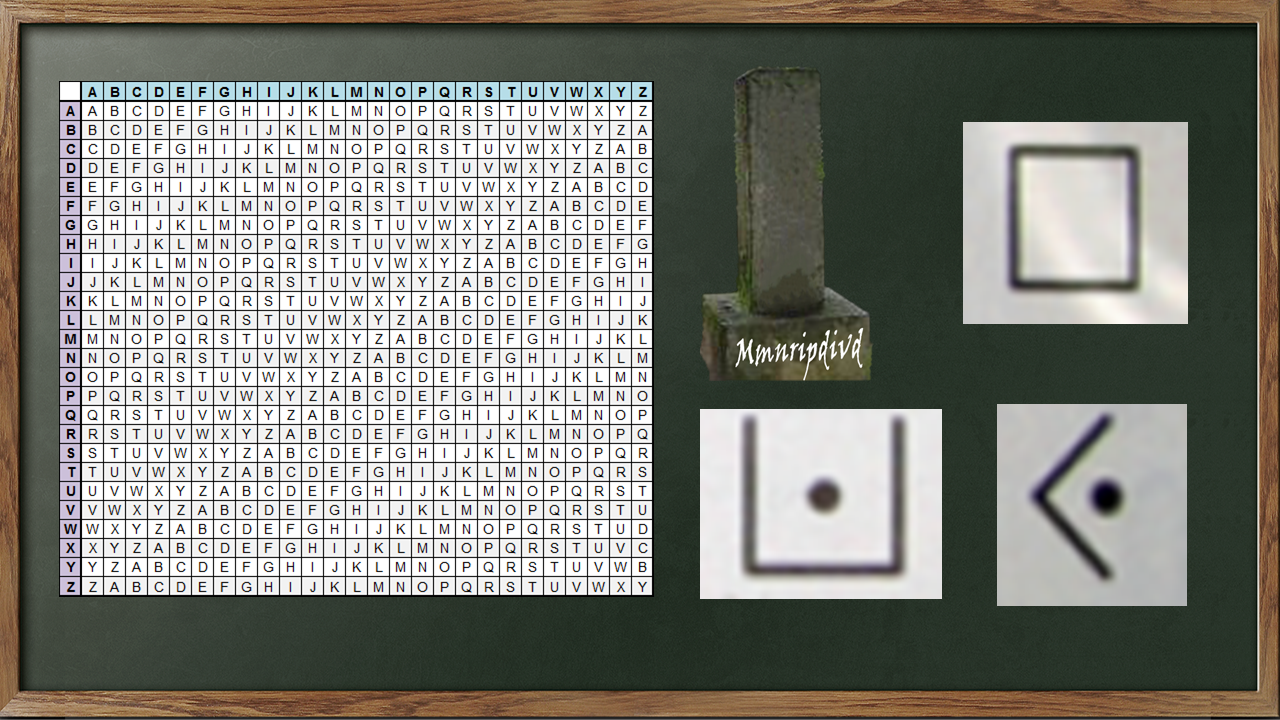 A B C D E F G H I J K L M N O P Q R S T U V W X Y Z
A A B C D E F G H I J K L M N O P Q R S T U V W X Y Z
B B C D E F G H I J K L M N O P Q R S T U V W X Y Z A
C C D E F G H I J K L M N O P Q R S T U V W X Y Z A B
D D E F G H I J K L M N O P Q R S T U V W X Y Z A B C
E E F G H I J K L M N O P Q R S T U V W X Y Z A B C D
F F G H I J K L M N O P Q R S T U V W X Y Z A B C D E
G G H I J K L M N O P Q R S T U V W X Y Z A B C D E F
H H I J K L M N O P Q R S T U V W X Y Z A B C D E F G
I I J K L M N O P Q R S T U V W X Y Z A B C D E F G H
J J K L M N O P Q R S T U V W X Y Z A B C D E F G H I
K K L M N O P Q R S T U V W X Y Z A B C D E F G H I J
L L M N O P Q R S T U V W X Y Z A B C D E F G H I J K
M M N O P Q R S T U V W X Y Z A B C D E F G H I J K L
N N O P Q R S T U V W X Y Z A B C D E F G H I J K L M
O O P Q R S T U V W X Y Z A B C D E F G H I J K L M N
P P Q R S T U V W X Y Z A B C D E F G H I J K L M N O
Q Q R S T U V W X Y Z A B C D E F G H I J K L M N O P
R R S T U V W X Y Z A B C D E F G H I J K L M N O P Q
S S T U V W X Y Z A B C D E F G H I J K L M N O P Q R
T T U V W X Y Z A B C D E F G H I J K L M N O P Q R S
U U V W X Y Z A B C D E F G H I J K L M N O P Q R S T
V V W X Y Z A B C D E F G H I J K L M N O P Q R S T U
W W X Y Z A B C D E F G H I J K L M N O P Q R S T U D
X X Y Z A B C D E F G H I J K L M N O P Q R S T U V C
Y Y Z A B C D E F G H I J K L M N O P Q R S T U V W B
Z Z A B C D E F G H I J K L M N O P Q R S T U V W X Y
Mmnripdivd